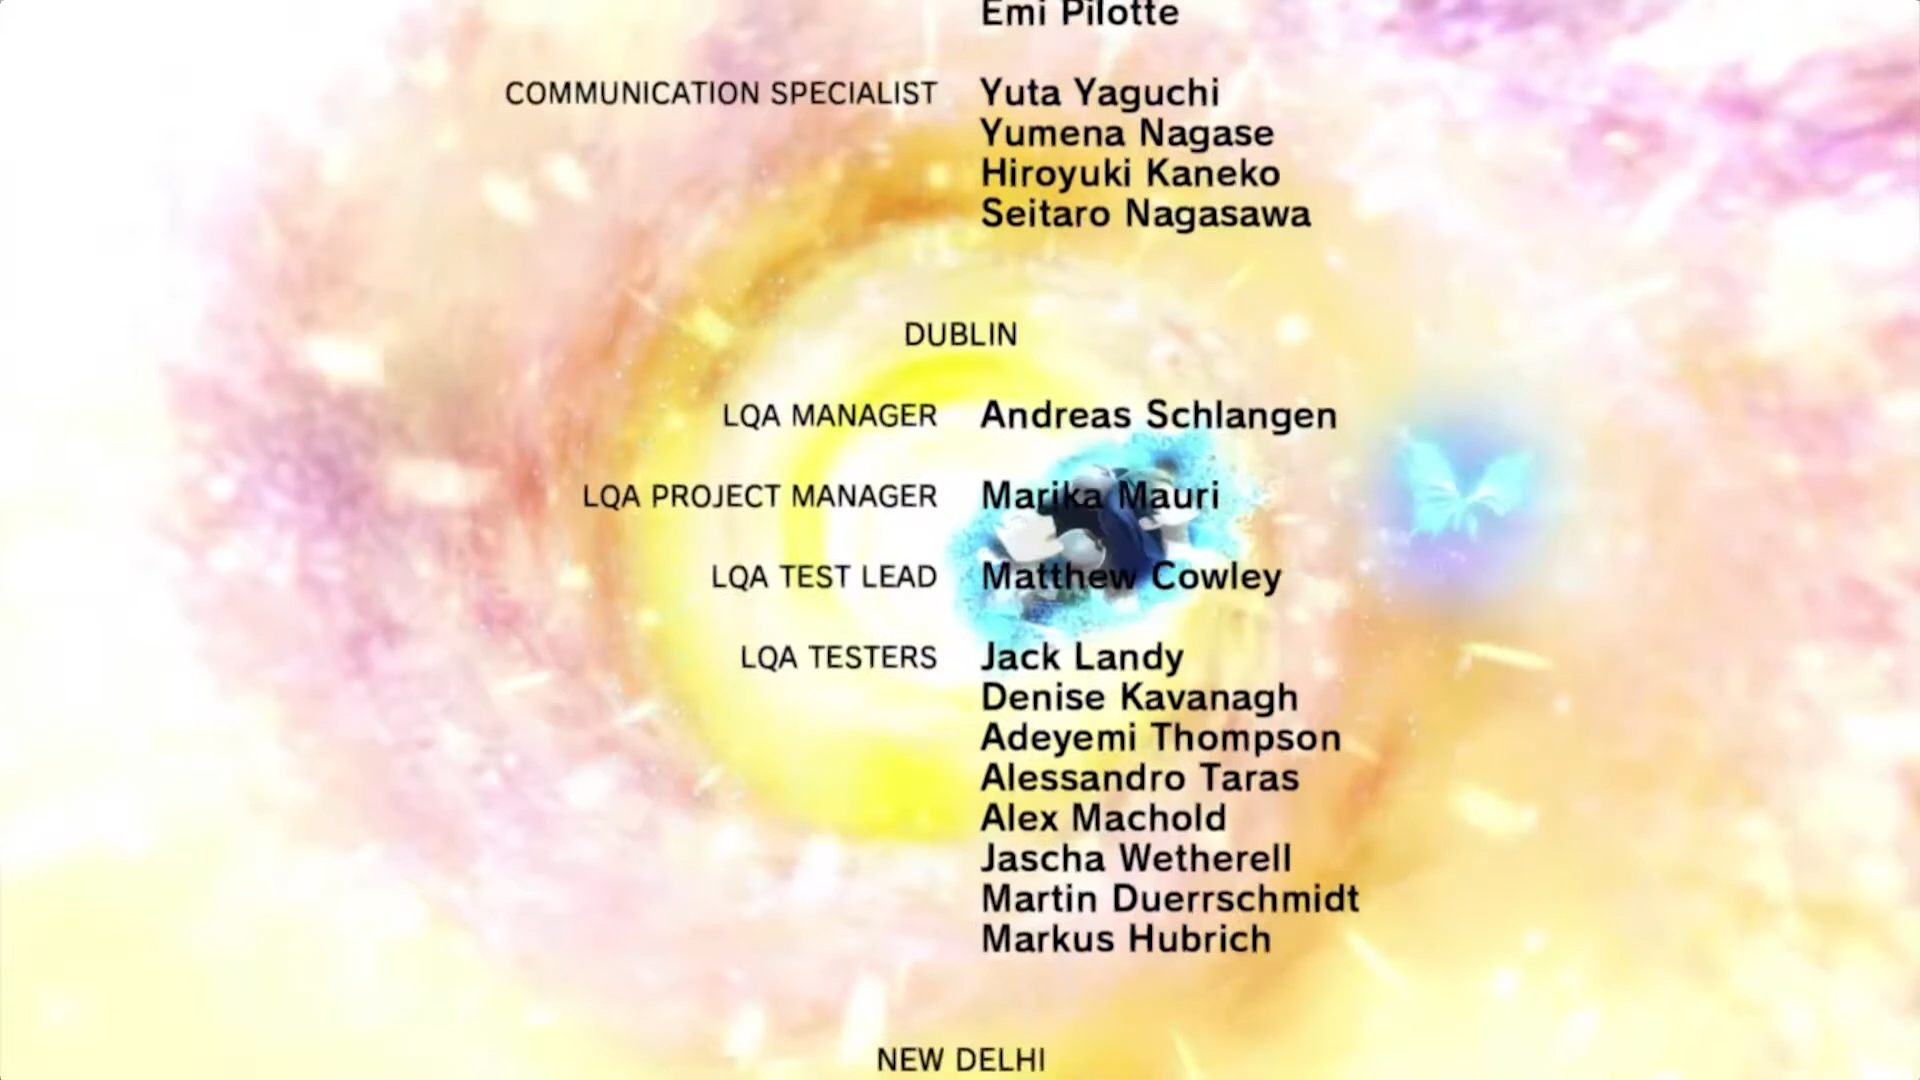 Emi Pilotte
COMMUNICATION SPECIALIST Yuta Yaguchi
Yumena Nagase
Hiroyuki Kaneko
Seitaro Nagasawa
DUBLIN
LQA MANAGER Andreas Schlangen
LQA PROJECT MANAGER Marika Mauri
LQA TEST LEAD Matthew Cowley
LQA TESTERS Jack Landy
Denise Kavanagh
Adeyemi Thompson
Alessandro Taras
Alex Machold
Jascha Wetherell
Martin Duerrschmidt
Markus Hubrich
NEW DELHI